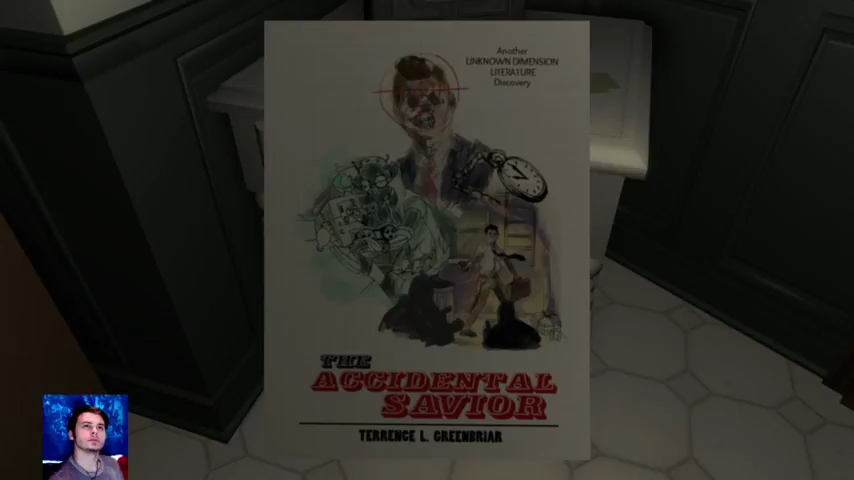 Another
UNKNOWN DIMENSION
LITERATURE
Discovery
THE
ACCIDENTAL
SAVIOR
TERRENCE L. GREENBRIAR